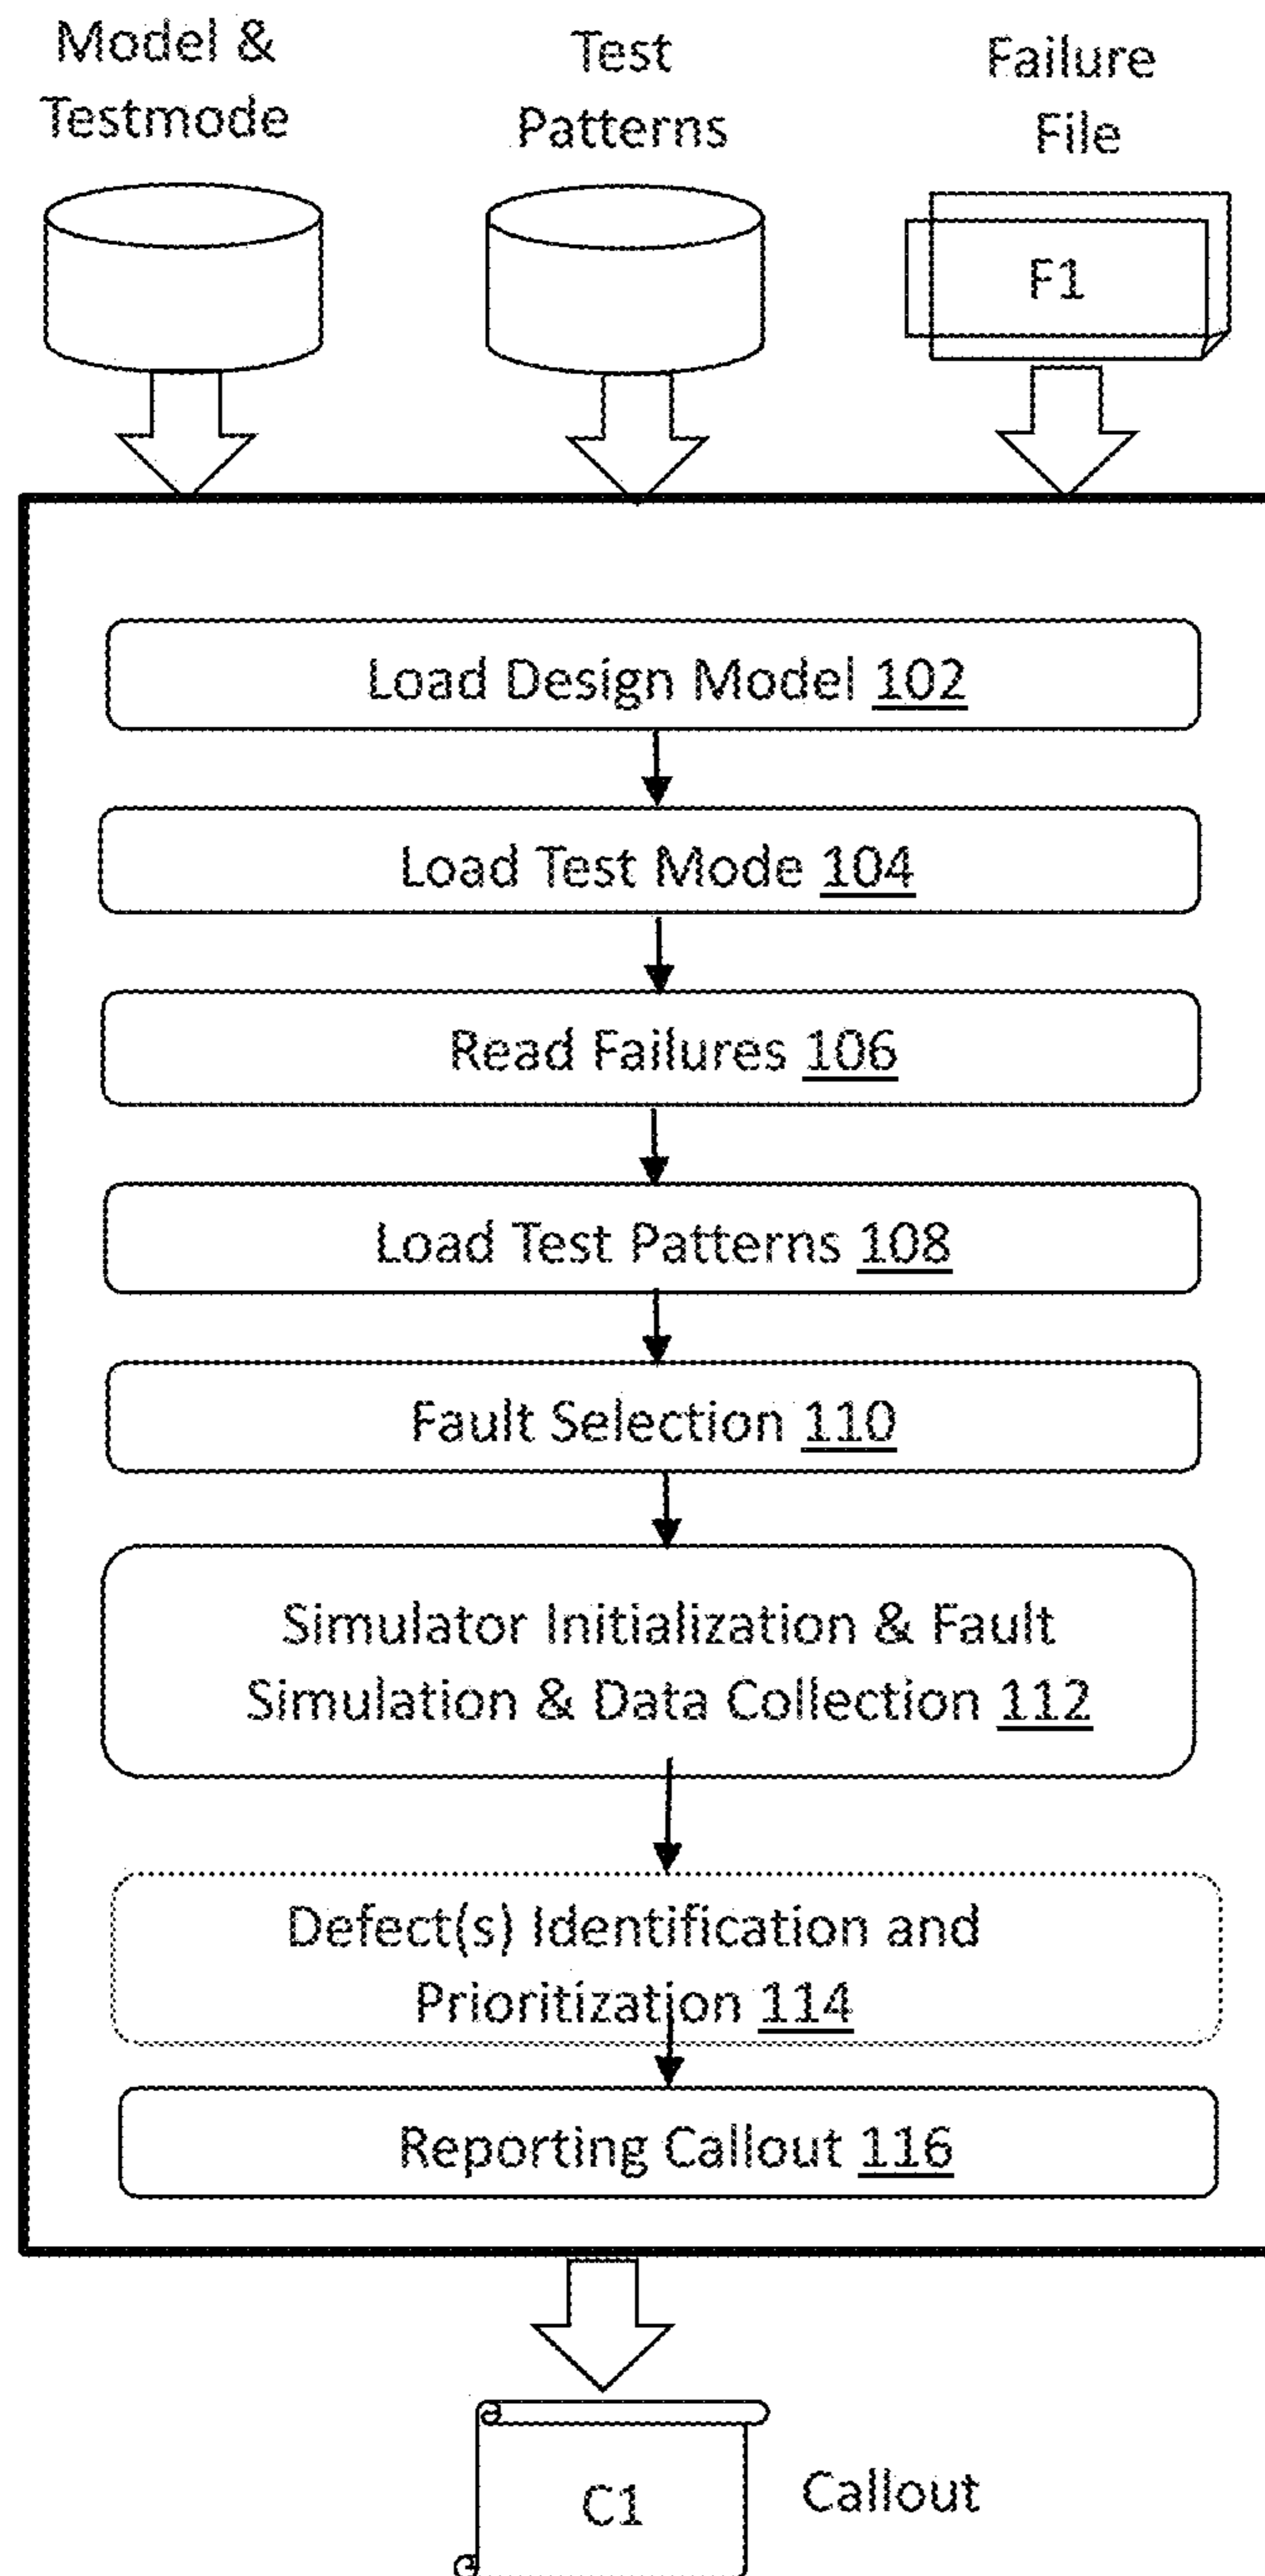 Model &
Testmode
Test
Patterns
Failure
File
F1
Load Design Model 102
Load Test Mode 104
Read Failures 106
Load Test Patterns 108
Fault Selection 110
Simulator Initialization & Fault
Simulation & Data Collection 112
Defect(s) Identification and
Prioritization 114
Reporting Callout 116
C1
Callout